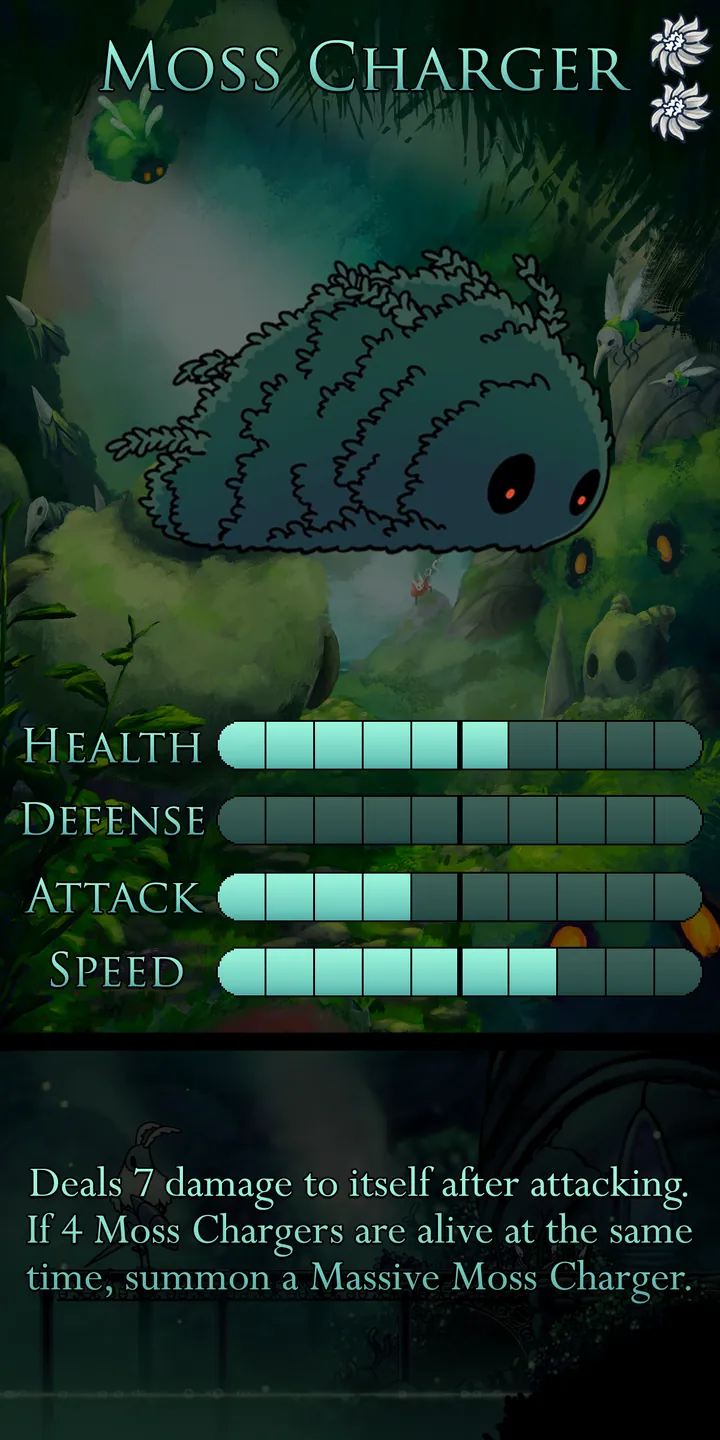 Moss Charger
Health
Defense
Attack
Speed
Deals 7 damage to itself after attacking.
If 4 Moss Chargers are alive at the same
time, summon a Massive Moss Charger.